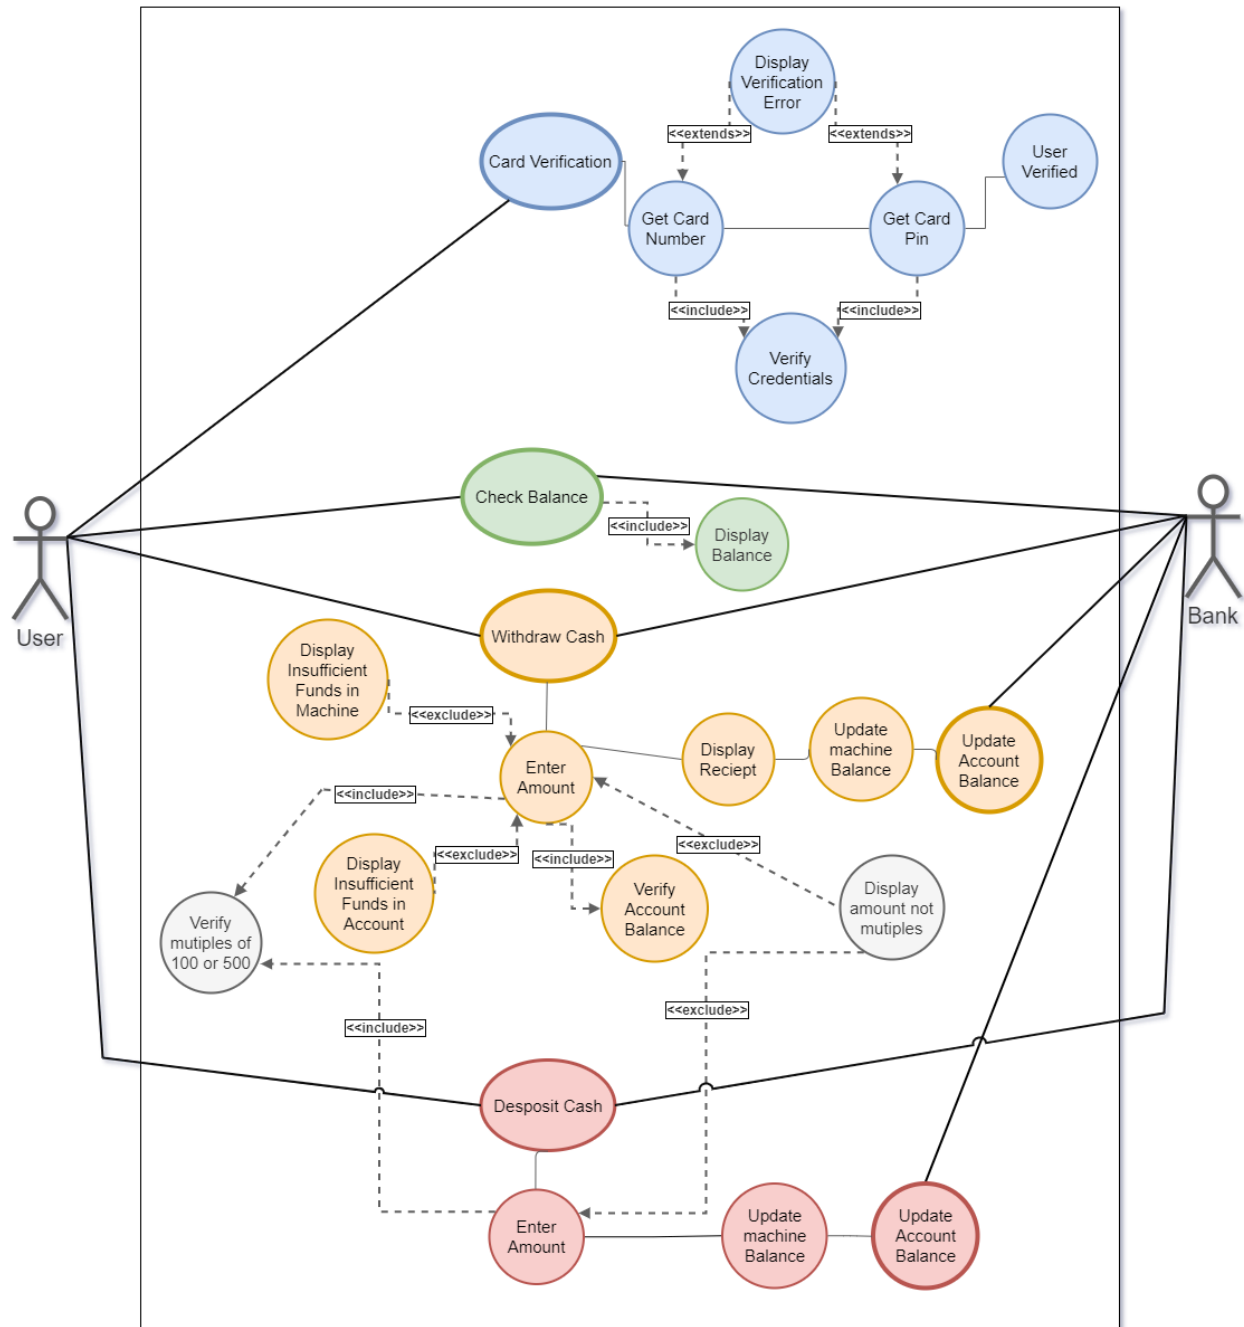 Display
Verification
Error
<<extends>>
<<extends>>
Card Verification
User
Verified
Get Card
Number
Get Card
Pin
<<include>>
<<include>>
Verify
Credentials
Check Balance
<<include>>
Display
Balance
User
Bank
Withdraw Cash
Display
Insufficient
Funds in
Machine
<<exclude>>
Enter
Amount
Display
Reciept
Update
machine
Balance
Update
Account
Balance
<<include>>
<<exclude>>
<<include>>
<<exclude>>
Display
Insufficient
Funds in
Account
Verify
Account
Balance
Display
amount not
mutiples
Verify
mutiples of
100 or 500
<<exclude>>
<<include>>
Desposit Cash
Enter
Amount
Update
machine
Balance
Update
Account
Balance